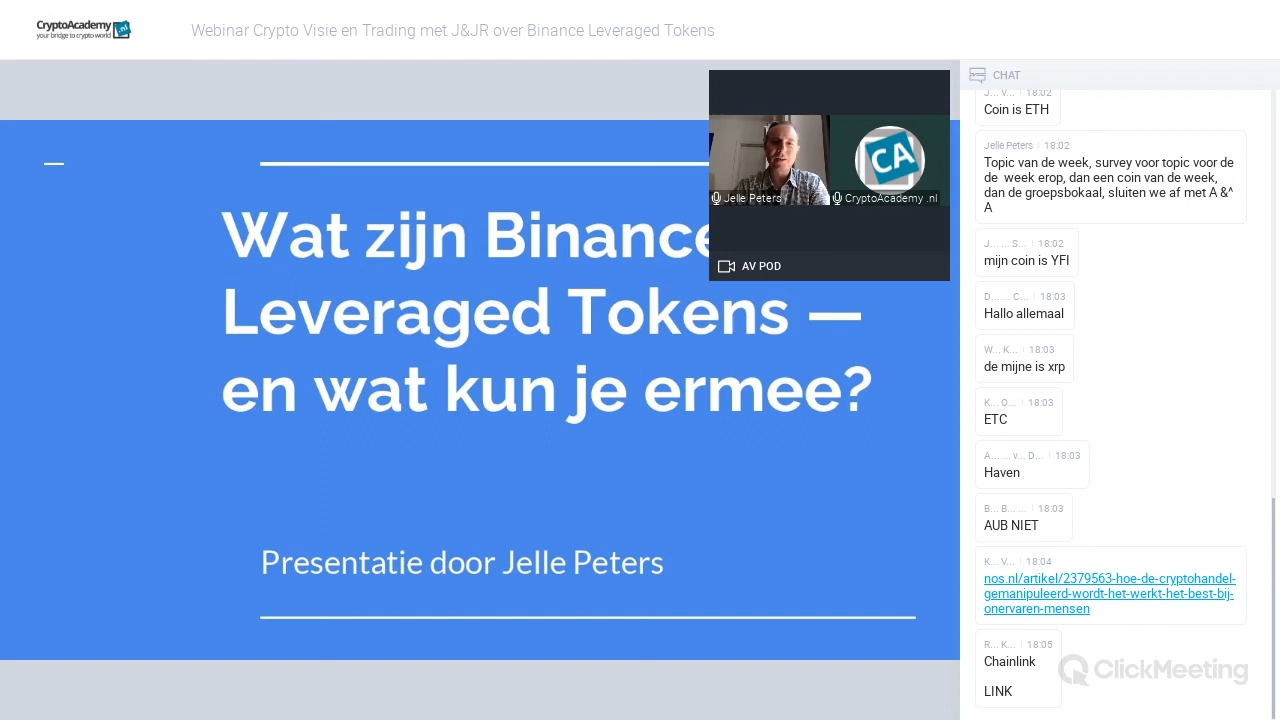 CryptoAcademy.nl
your bridge to crypto world
Webinar Crypto Visie en Trading met J&JR over Binance Leveraged Tokens
Wat zijn Binance
Leveraged Tokens —
en wat kun je ermee?
Presentatie door Jelle Peters
CA
Jelle Peters
CryptoAcademy .nl
AV POD
CHAT
J... V... 18:02
Coin is ETH
Jelle Peters 18:02
Topic van de week, survey voor topic voor de
de week erop, dan een coin van de week,
dan de groepsbokaal, sluiten we af met A &^
A
J... ... S... 18:02
mijn coin is YFI
D... ... C... 18:03
Hallo allemaal
W... K... 18:03
de mijne is xrp
K... O... 18:03
ETC
A... ... v... D... 18:03
Haven
B... B... ... 18:03
AUB NIET
K... V... 18:04
nos.nl/artikel/2379563-hoe-de-cryptohandel-
gemanipuleerd-wordt-het-werkt-het-best-bij-
onervaren-mensen
R... K... 18:05
Chainlink
LINK
ClickMeeting